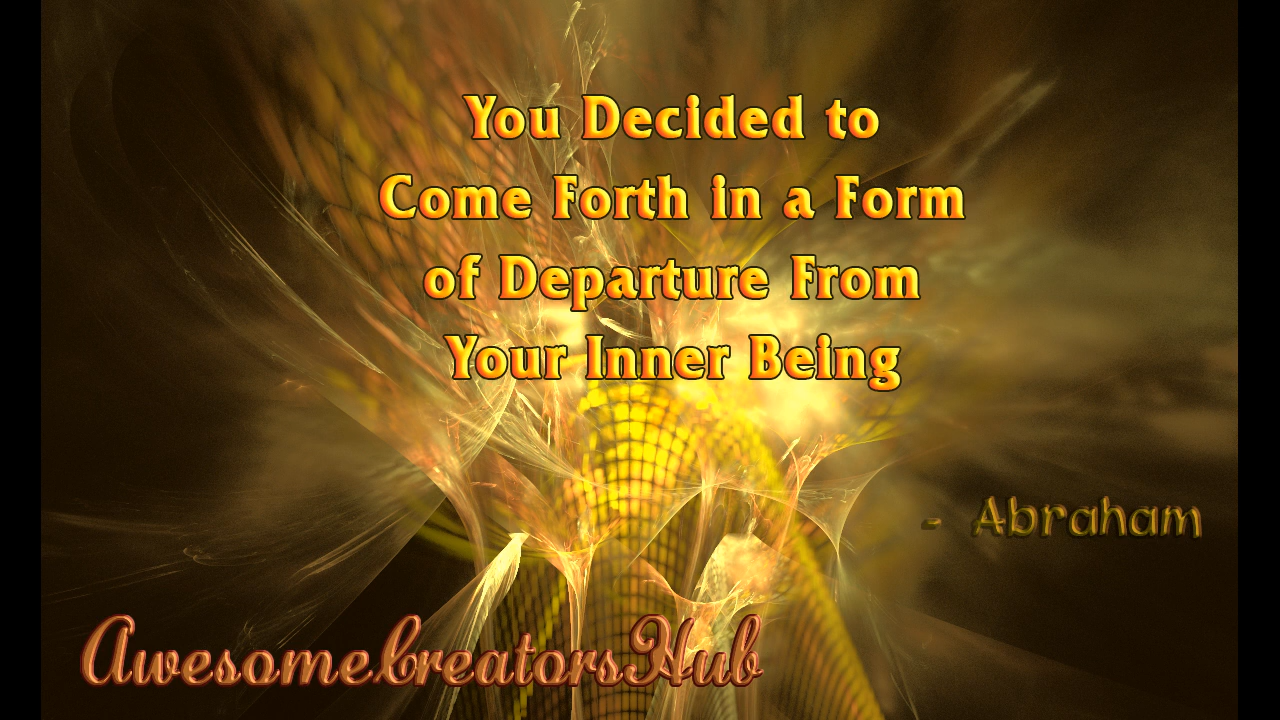 You Decided to
Come Forth in a Form
of Departure From
Your Inner Being
- Abraham
AwesomeCreatorsHub